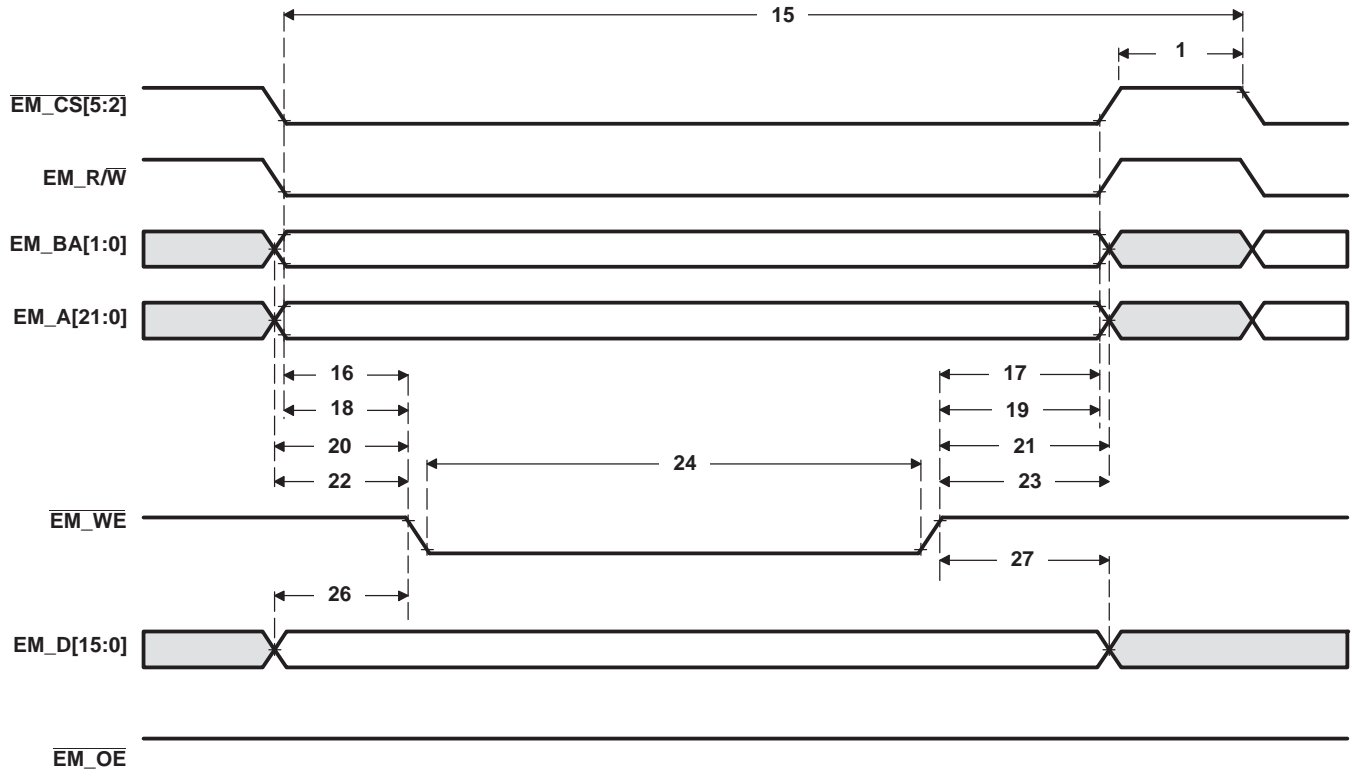 15
1
EM_CS[5:2]
EM_R/W
EM_BA[1:0]
EM_A[21:0]
16
17
18
19
20
21
24
22
23
EM_WE
27
26
EM_D[15:0]
EM_OE